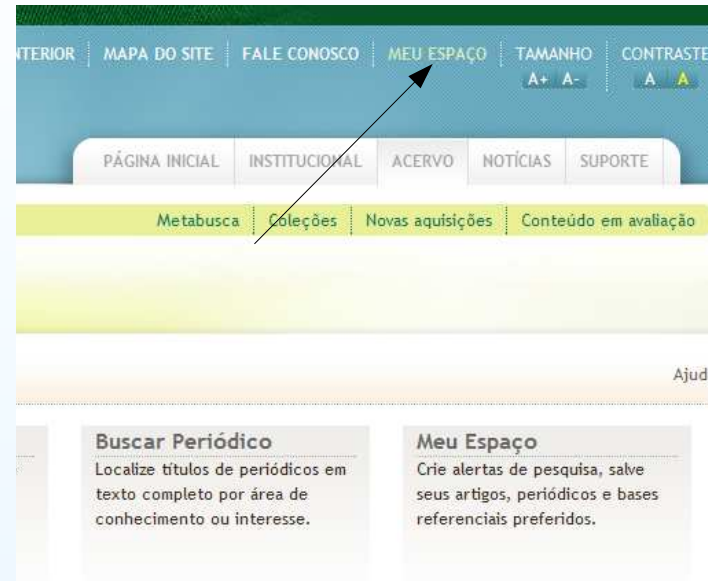 NTERIOR MAPA DO SITE FALE CONOSCO MEU ESPAÇO TAMANHO CONTRASTE
A+ A- A A
PÁGINA INICIAL INSTITUCIONAL ACERVO NOTÍCIAS SUPORTE
Metabusca Coleções Novas aquisições Conteúdo em avaliação
Ajud
Buscar Periódico
Localize títulos de periódicos em
texto completo por área de
conhecimento ou interesse.
Meu Espaço
Crie alertas de pesquisa, salve
seus artigos, periódicos e bases
referenciais preferidos.